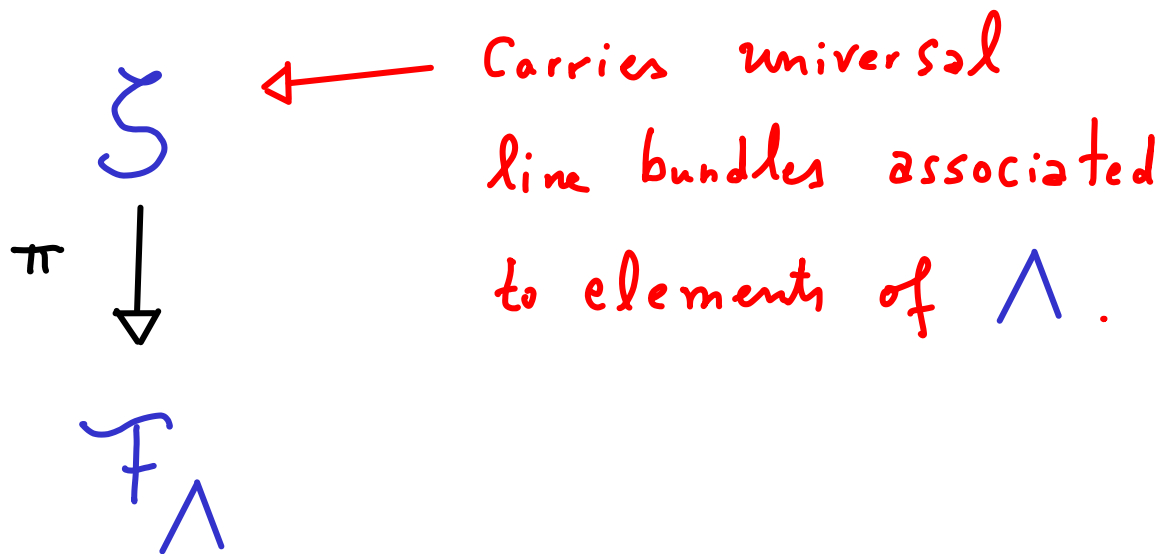 S
Carries universal
line bundles associated
π
to elements of Λ.
F_Λ